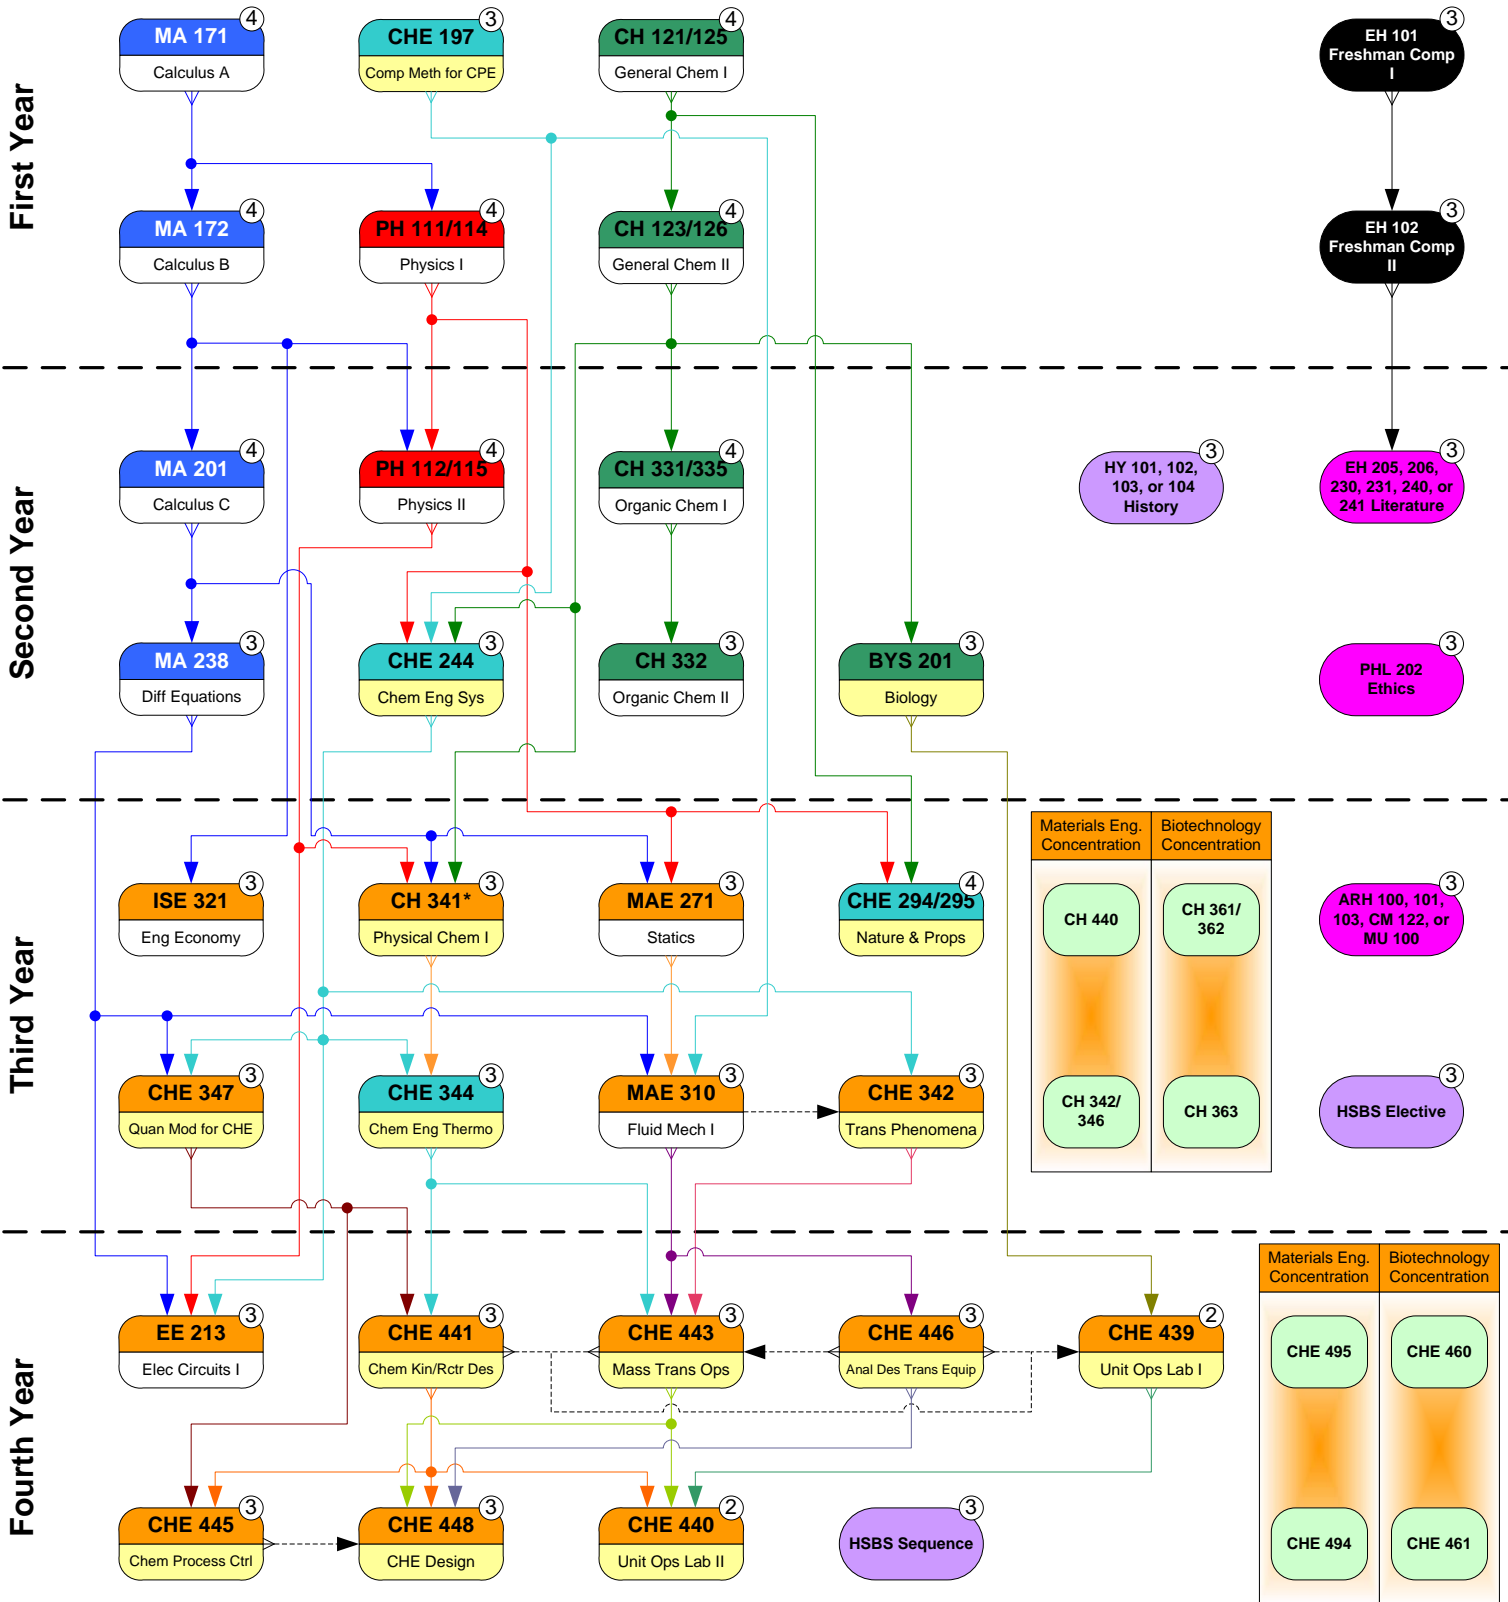 First Year
MA 171
4
Calculus A
CHE 197
3
Comp Meth for CPE
CH 121/125
4
General Chem I
EH 101
Freshman Comp
I
3
MA 172
4
Calculus B
PH 111/114
4
Physics I
CH 123/126
4
General Chem II
EH 102
Freshman Comp
II
3
Second Year
MA 201
4
Calculus C
PH 112/115
4
Physics II
CH 331/335
4
Organic Chem I
HY 101, 102,
103, or 104
History
3
EH 205, 206,
230, 231, 240, or
241 Literature
3
MA 238
3
Diff Equations
CHE 244
3
Chem Eng Sys
CH 332
3
Organic Chem II
BYS 201
3
Biology
PHL 202
Ethics
3
Third Year
Materials Eng.
Concentration
Biotechnology
Concentration
ISE 321
3
Eng Economy
CH 341*
3
Physical Chem I
MAE 271
3
Statics
CHE 294/295
4
Nature & Props
CH 440
CH 361/
362
ARH 100, 101,
103, CM 122, or
MU 100
3
CHE 347
3
Quan Mod for CHE
CHE 344
3
Chem Eng Thermo
MAE 310
3
Fluid Mech I
CHE 342
3
Trans Phenomena
CH 342/
346
CH 363
HSBS Elective
3
Fourth Year
Materials Eng.
Concentration
Biotechnology
Concentration
EE 213
3
Elec Circuits I
CHE 441
3
Chem Kin/Rctr Des
CHE 443
3
Mass Trans Ops
CHE 446
3
Anal Des Trans Equip
CHE 439
2
Unit Ops Lab I
CHE 495
CHE 460
CHE 445
3
Chem Process Ctrl
CHE 448
3
CHE Design
CHE 440
2
Unit Ops Lab II
HSBS Sequence
3
CHE 494
CHE 461